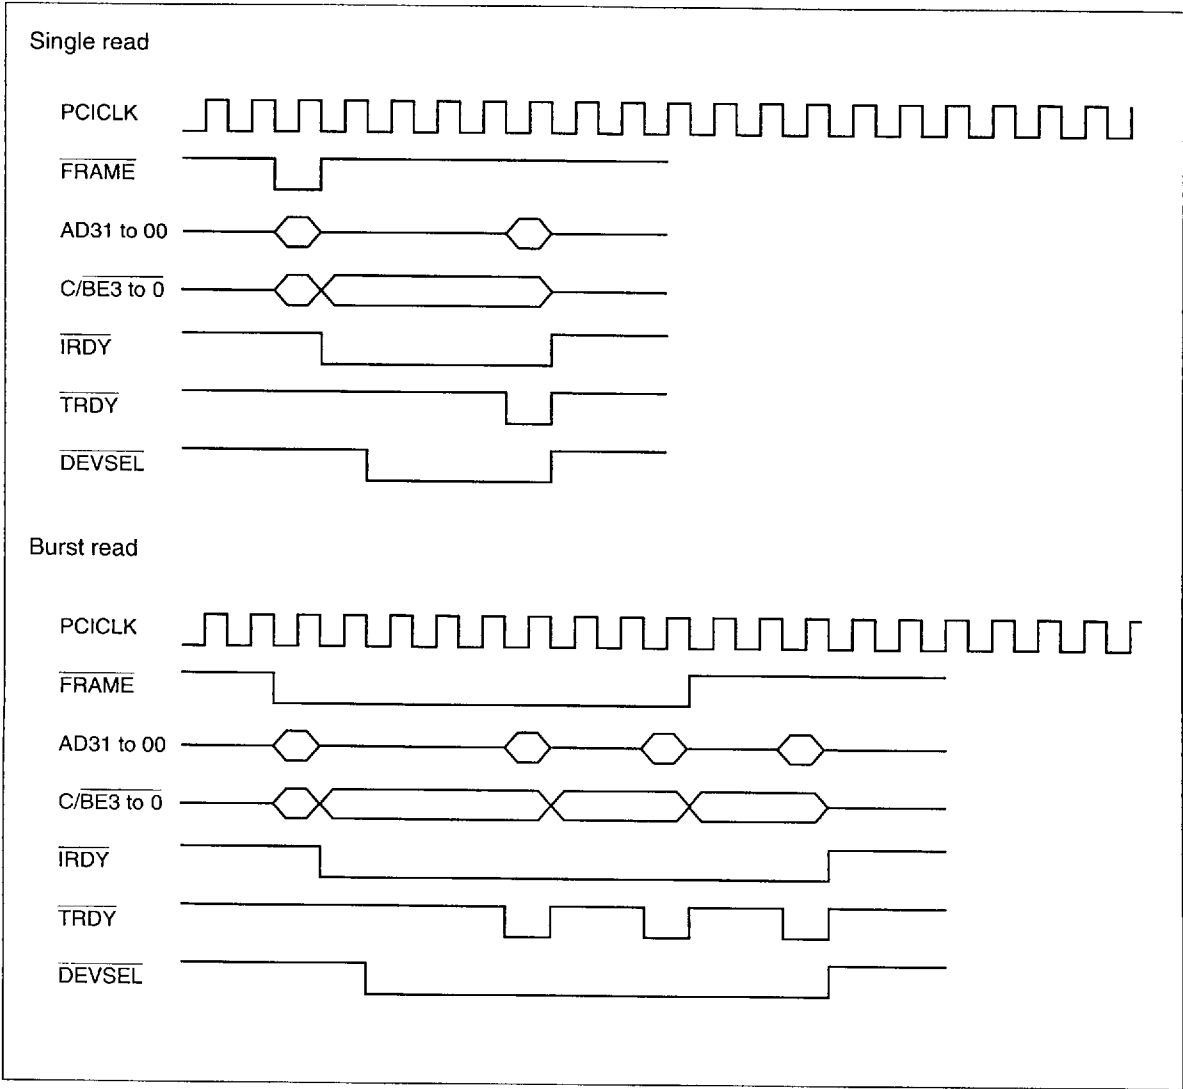 Single read
PCICLK
FRAME
AD31 to 00
C/BE3 to 0
IRDY
TRDY
DEVSEL
Burst read
PCICLK
FRAME
AD31 to 00
C/BE3 to 0
IRDY
TRDY
DEVSEL